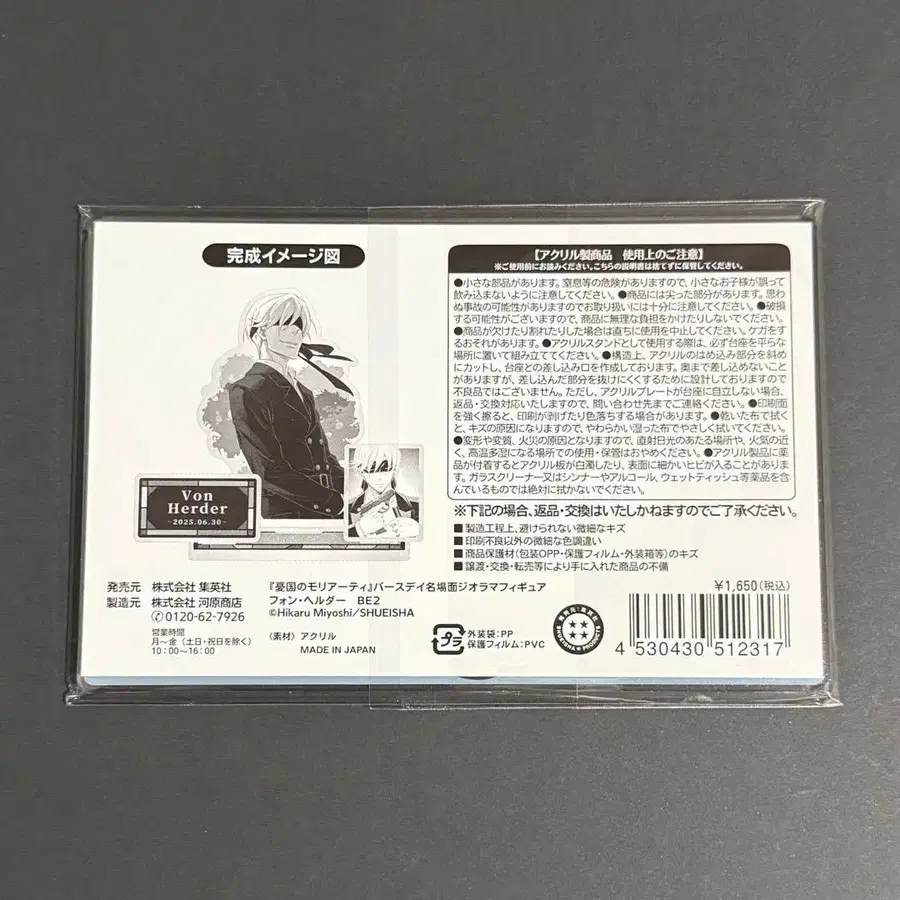 完成イメージ図
Von
Herder
-2025.06.30-
【アクリル製商品 使用上のご注意】
※ご使用前にお読みください。こちらの説明書は捨てずに保管してください。
●小さな部品があります。窒息等の危険がありますので、小さなお子様が誤って
飲み込まないように注意してください。●商品には尖った部分があります。思わ
ぬ事故の可能性がありますのでお取り扱いには十分に注意してください。●破損
する可能性がございますので、商品に無理な負担をかけたりしないでください。
●商品が欠けたり割れたりした場合は直ちに使用を中止してください。ケガをす
るおそれがあります。●アクリルスタンドとして使用する際は、必ず台座を平らな
場所に置いて組み立ててください。●構造上、アクリルのはめ込み部分を斜め
にカットし、台座との差し込み口を作成しております。奥まで差し込めないことが
ありますが、差し込んだ部分を抜けにくくするために設計しておりますので
不良品ではございません。ただし、アクリルプレートが台座に自立しない場合、
返品・交換対応いたしますので、問い合わせ先までご連絡ください。●印刷面
を強く擦ると、印刷が剥げたり色落ちする場合があります。●乾いた布で拭く
と、キズの原因になりますので、やわらかい湿った布でやさしく拭いてください。
●変形や変質、火災の原因となりますので、直射日光のあたる場所や、火気の近
く、高温多湿になる場所での使用・保管はおやめください。●アクリル製品に薬
品が付着するとアクリル板が白濁したり、表面に細かいヒビが入ることがありま
す。ガラスクリーナー又はシンナーやアルコール、ウェットティッシュ等薬品を含
んでいるものでは絶対に拭かないでください。
※下記の場合、返品・交換はいたしかねますのでご了承ください。
■製造工程上、避けられない微細なキズ
■印刷不良以外の微細な色調違い
■商品保護材(包装OPP・保護フィルム・外装箱等)のキズ
■譲渡・交換・転売等により手に入れた商品の不備
発売元 株式会社 集英社
製造元 株式会社 河原商店
0120-62-7926
営業時間
月～金(土日・祝日を除く)
10:00～16:00
『憂国のモリアーティ』バースデイ名場面ジオラマフィギュア
フォン・ヘルダー BE2
©Hikaru Miyoshi/SHUEISHA
〈素材〉アクリル
MADE IN JAPAN
プラ
外装袋:PP
保護フィルム:PVC
発売元:集英社
SHUEISHA PRODUCTS
¥1,650(税込)
4 530430 512317